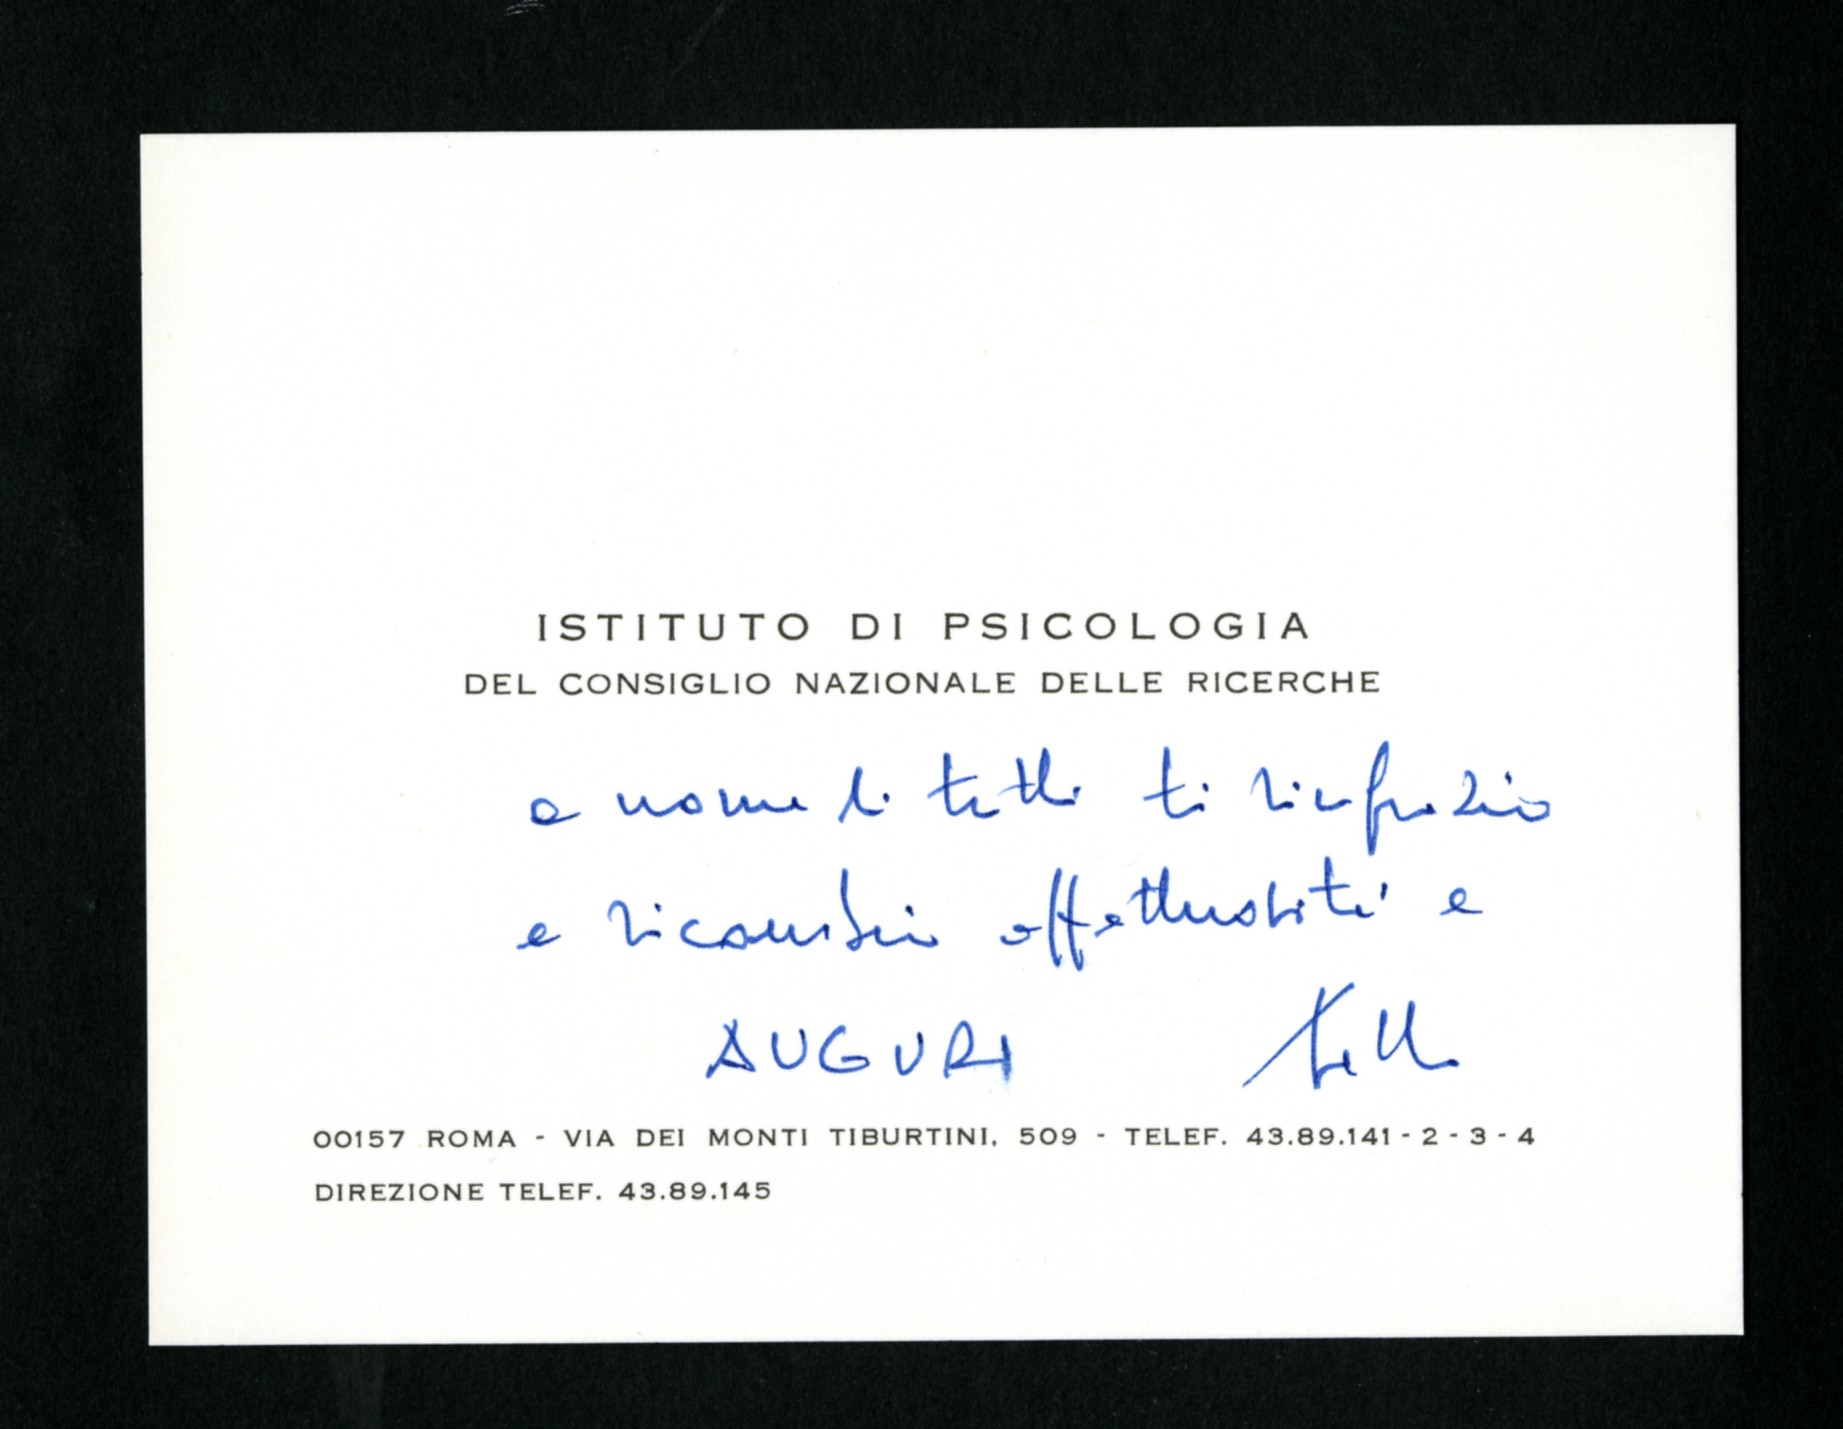 ISTITUTO DI PSICOLOGIA
DEL CONSIGLIO NAZIONALE DELLE RICERCHE
a nome di tutti ti ringrazio
e ricambio affettuosità e
AUGURI
00157 ROMA - VIA DEI MONTI TIBURTINI, 509 - TELEF. 43.89.141 - 2 - 3 - 4
DIREZIONE TELEF. 43.89.145